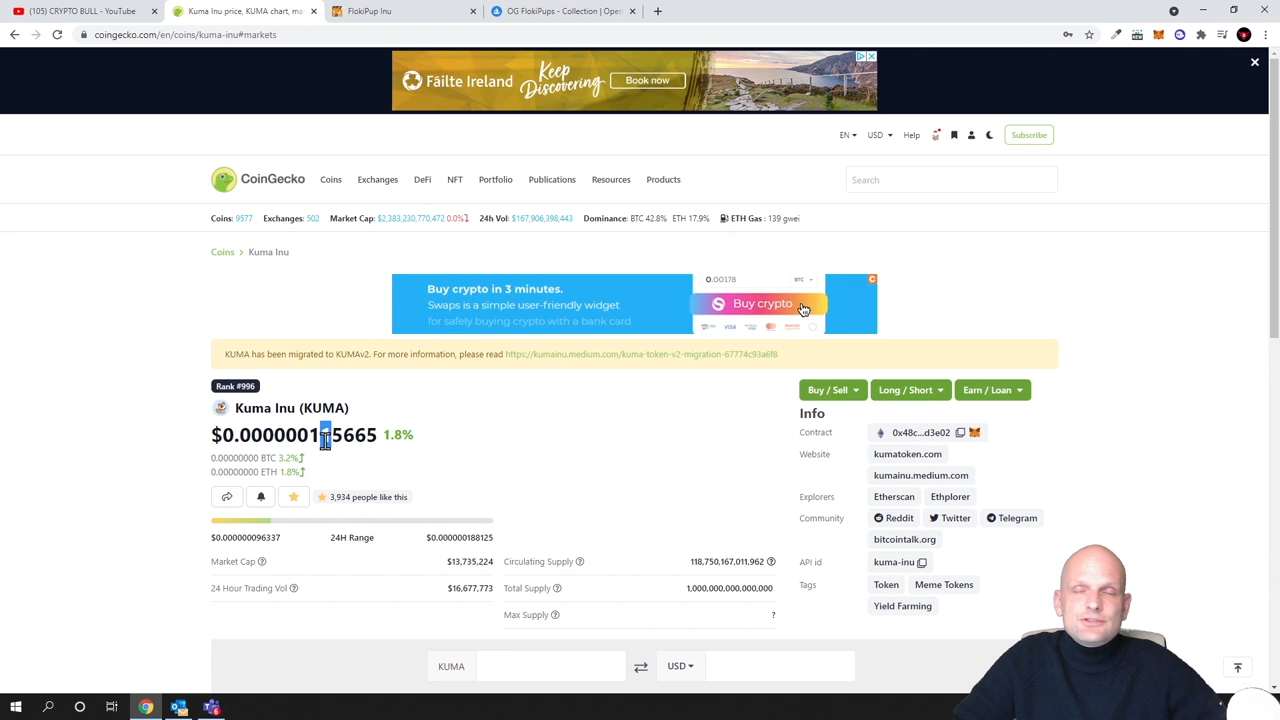 (105) CRYPTO BULL - YouTube
Kuma Inu price, KUMA chart, ma
FlokiPup Inu
OG FlokiPups - Collection | Open
coingecko.com/en/coins/kuma-inu#markets
Fáilte Ireland
Keep Discovering
Book now
EN
USD
Help
Subscribe
CoinGecko
Coins
Exchanges
DeFi
NFT
Portfolio
Publications
Resources
Products
Search
Coins: 9577 Exchanges: 502 Market Cap: $2,383,230,770,472 0.0% 24h Vol: $167,906,398,443 Dominance: BTC 42.8% ETH 17.9% ETH Gas : 139 gwei
Coins > Kuma Inu
Buy crypto in 3 minutes.
Swaps is a simple user-friendly widget
for safely buying crypto with a bank card
0.00178
BTC
Buy crypto
VISA
KUMA has been migrated to KUMAv2. For more information, please read https://kumainu.medium.com/kuma-token-v2-migration-67774c93a6f8
Rank #996
Kuma Inu (KUMA)
1.8%
0.00000000 BTC 3.2%
0.00000000 ETH 1.8%
3,934 people like this
$0.000000096337
24H Range
$0.000000188125
Market Cap
$13,735,224
24 Hour Trading Vol
$16,677,773
Circulating Supply
118,750,167,011,962
Total Supply
1,000,000,000,000,000
Max Supply
?
Buy / Sell
Long / Short
Earn / Loan
Info
Contract
0x48c...d3e02
Website
kumatoken.com
kumainu.medium.com
Explorers
Etherscan
Ethplorer
Community
Reddit
Twitter
Telegram
bitcointalk.org
API id
kuma-inu
Tags
Token
Meme Tokens
Yield Farming
KUMA
USD